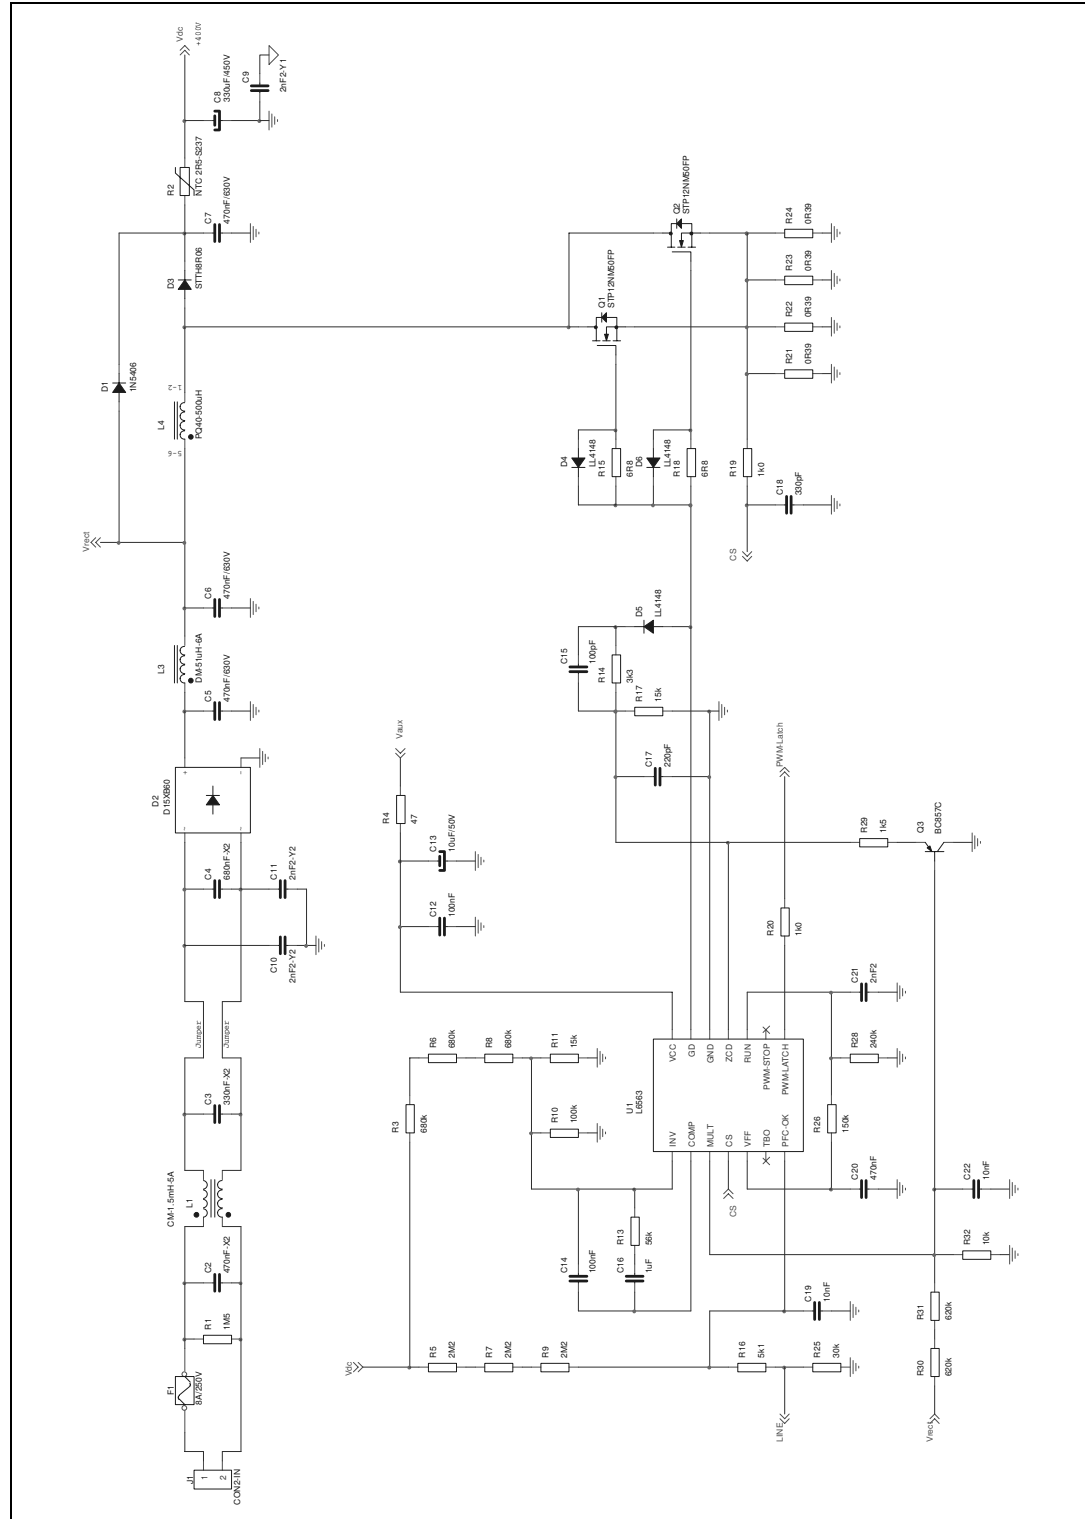 Vdc
+400V
C8
330uF/450V
C9
2nF2-Y1
R2
NTC 2R5-S237
C7
470nF/630V
D3
STTH8R06
D1
1N5406
1-2
L4
PQ40-500uH
5-6
Vrect
C6
470nF/630V
L3
DM-51uH-6A
C5
470nF/630V
D2
D15XB60
+
-
~
~
C4
680nF-X2
C11
2nF2-Y2
C10
2nF2-Y2
Jumper
Jumper
C3
330nF-X2
L1
CM-1.5mH-5A
C2
470nF-X2
R1
1M5
F1
8A/250V
J1
1
2
CON2-IN
Q2
STP12NM50FP
Q1
STP12NM50FP
R24
0R39
R23
0R39
R22
0R39
R21
0R39
D4
LL4148
R15
6R8
D6
LL4148
R18
6R8
R19
1k0
C18
330pF
CS
D5
LL4148
C15
100pF
R14
3k3
R17
15k
C17
220pF
Vaux
R4
47
C13
10uF/50V
C12
100nF
PWM-Latch
R29
1k5
Q3
BC857C
R20
1k0
C21
2nF2
R28
240k
R26
150k
C20
470nF
C22
10nF
R32
10k
R31
620k
R30
620k
Vrect
U1
L6563
VCC
GD
GND
ZCD
RUN
PWM-STOP
PWM-LATCH
INV
COMP
MULT
CS
VFF
TBO
PFC-OK
CS
R6
680k
R8
680k
R11
15k
R3
680k
R10
100k
R13
56k
C14
100nF
C16
1uF
C19
10nF
Vdc
R5
2M2
R7
2M2
R9
2M2
R16
5k1
R25
30k
LINE